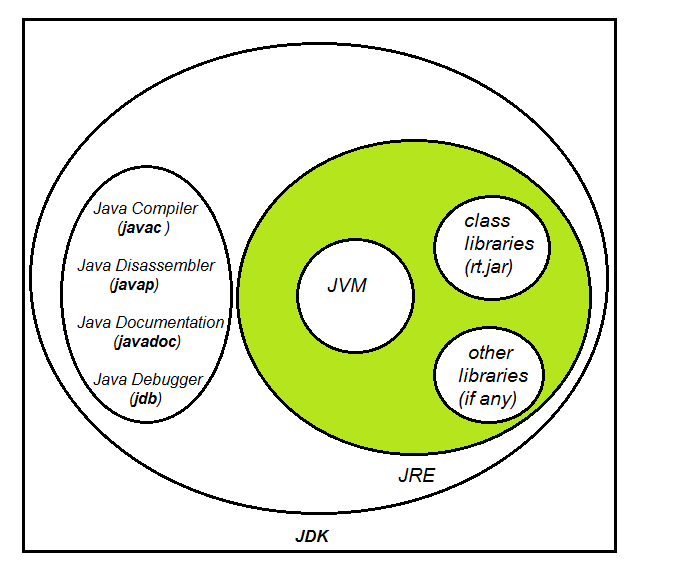 Java Compiler
(javac )
Java Disassembler
(javap)
Java Documentation
(javadoc)
Java Debugger
(jdb)
JVM
class
libraries
(rt.jar)
other
libraries
(if any)
JRE
JDK